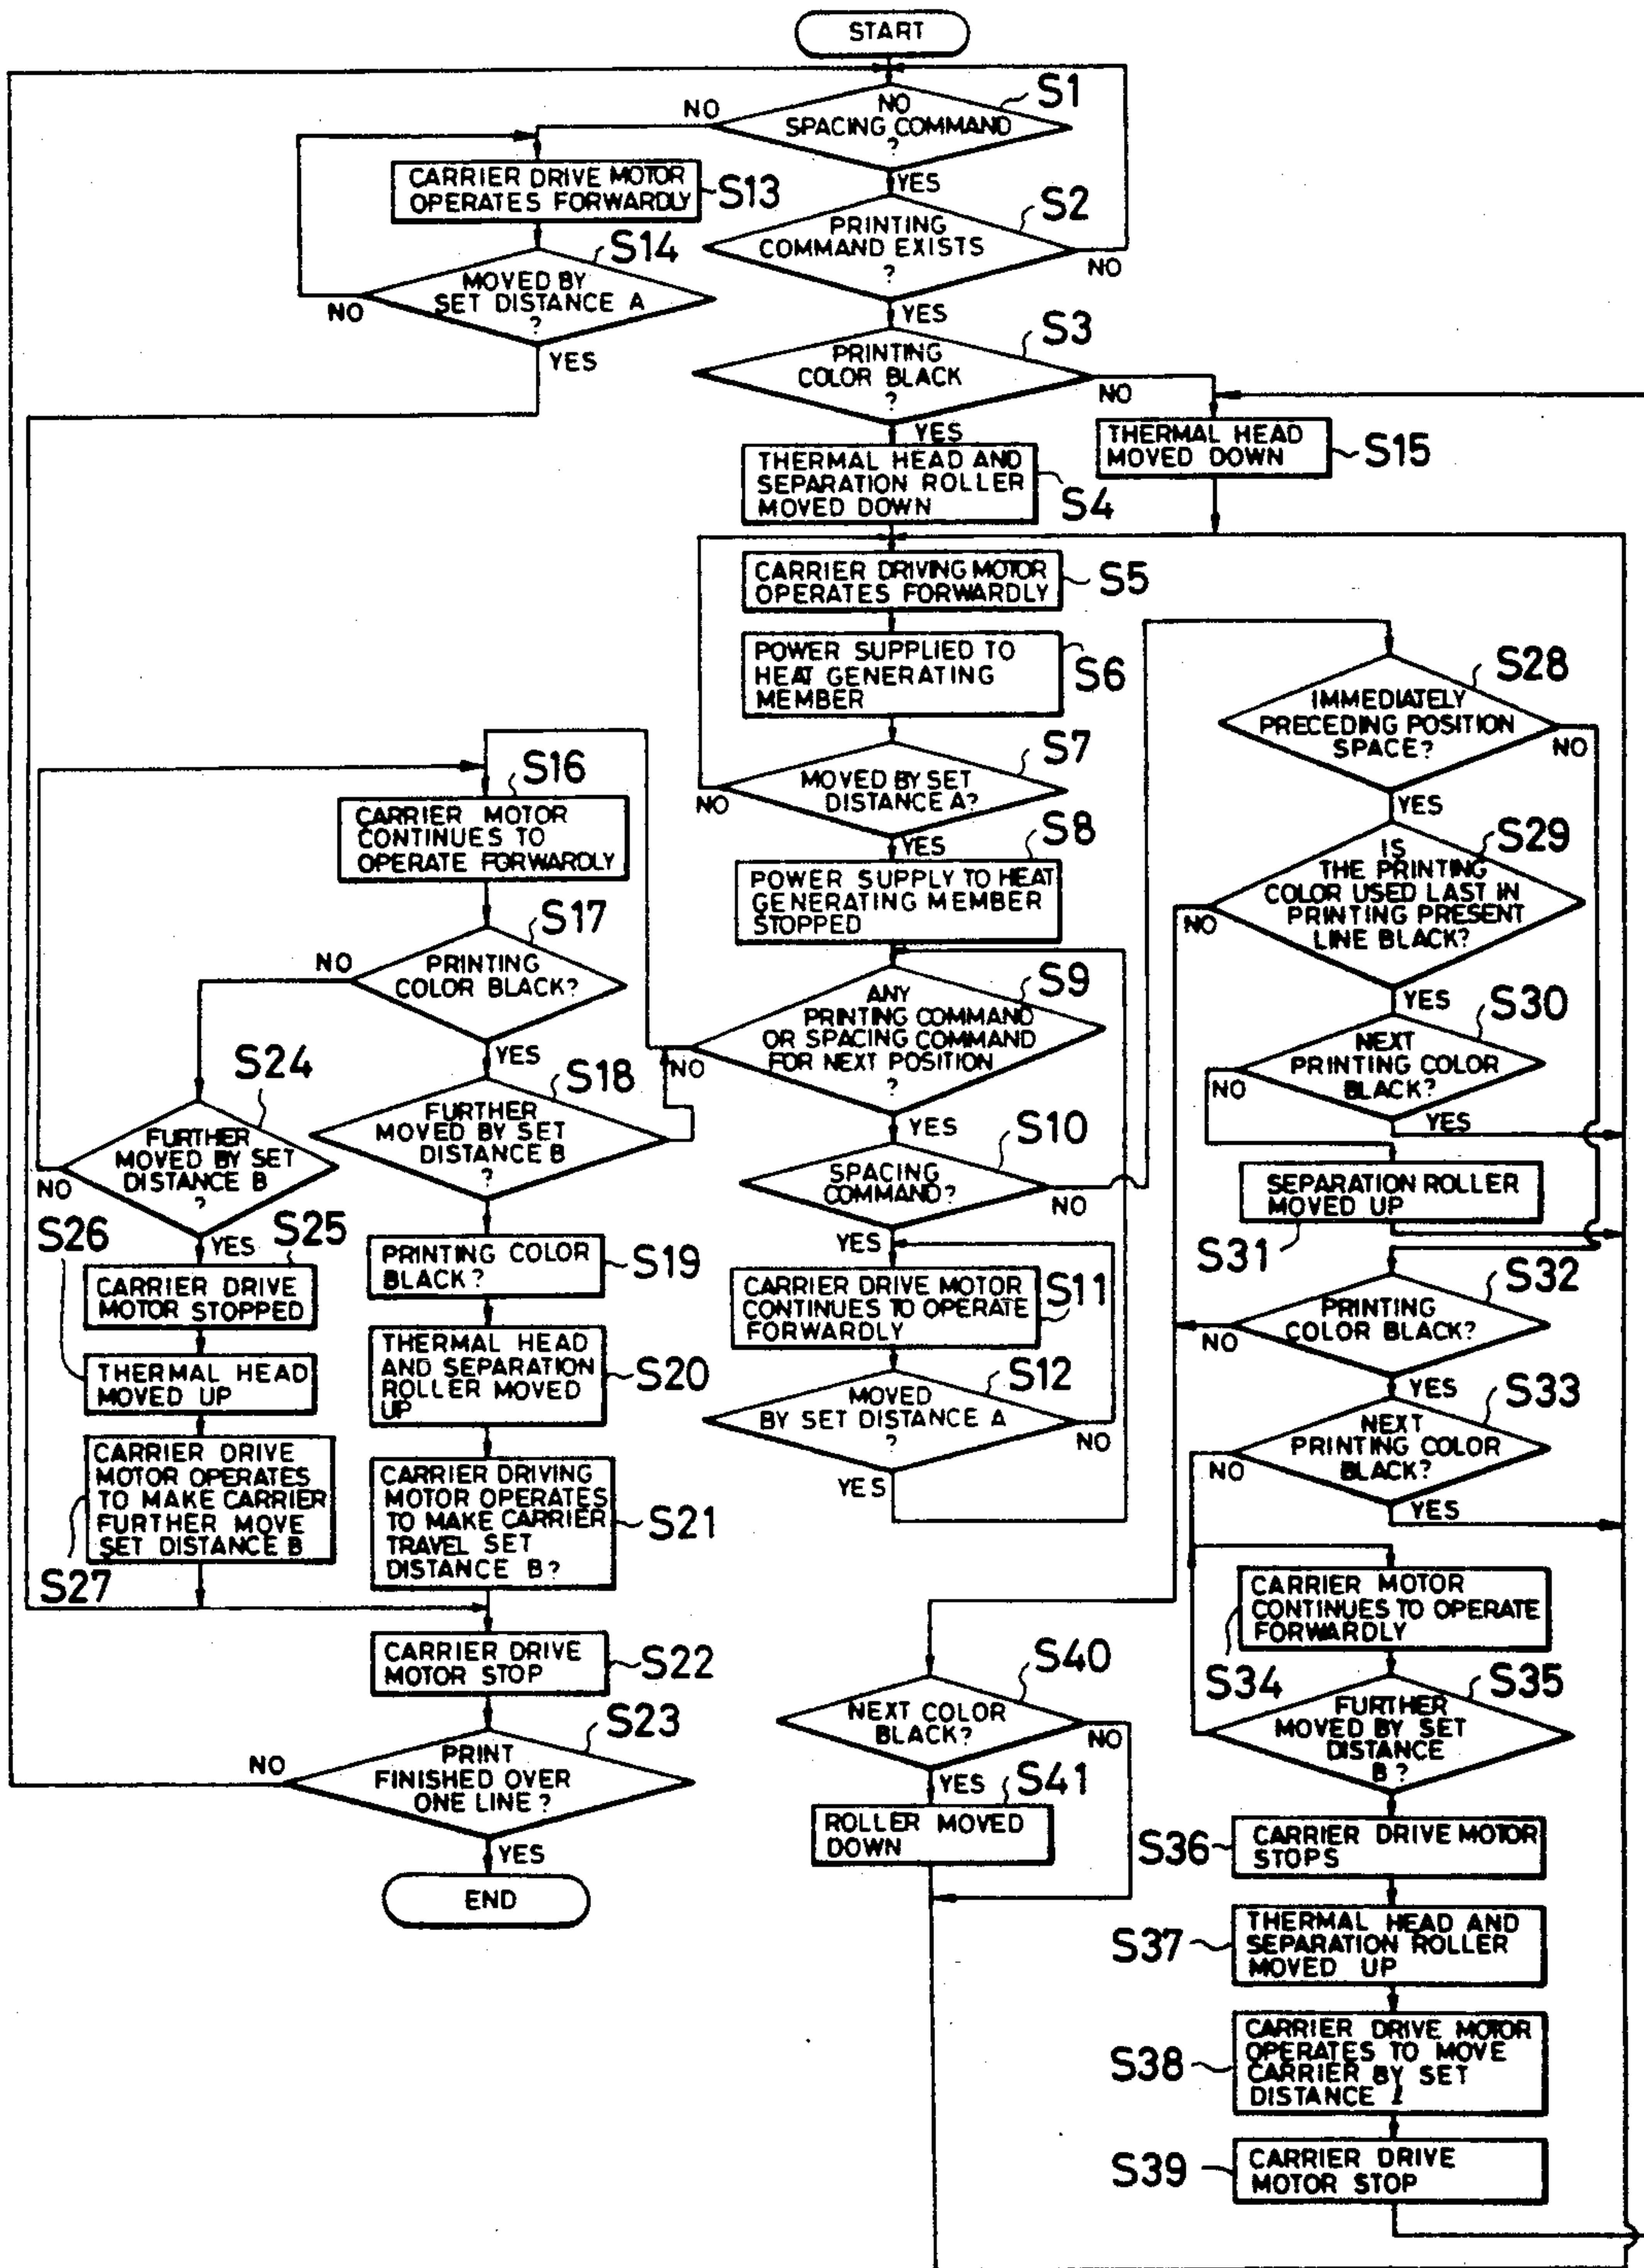 START
S1
NO
NO
SPACING COMMAND
?
YES
CARRIER DRIVE MOTOR
OPERATES FORWARDLY
S13
S2
PRINTING
COMMAND EXISTS
?
NO
YES
S14
MOVED BY
SET DISTANCE A
?
NO
YES
S3
PRINTING
COLOR BLACK
?
NO
YES
THERMAL HEAD AND
SEPARATION ROLLER
MOVED DOWN
S4
THERMAL HEAD
MOVED DOWN
S15
CARRIER DRIVING MOTOR
OPERATES FORWARDLY
S5
POWER SUPPLIED TO
HEAT GENERATING
MEMBER
S6
S7
MOVED BY SET
DISTANCE A?
NO
YES
S8
POWER SUPPLY TO HEAT
GENERATING MEMBER
STOPPED
S9
ANY
PRINTING COMMAND
OR SPACING COMMAND
FOR NEXT POSITION
?
NO
YES
S10
SPACING
COMMAND?
NO
YES
CARRIER DRIVE MOTOR
CONTINUES TO OPERATE
FORWARDLY
S11
S12
MOVED
BY SET DISTANCE A
?
NO
YES
S16
CARRIER MOTOR
CONTINUES TO
OPERATE FORWARDLY
S17
PRINTING
COLOR BLACK?
NO
YES
S18
FURTHER
MOVED BY SET
DISTANCE B
?
PRINTING COLOR
BLACK?
S19
THERMAL HEAD
AND SEPARATION
ROLLER MOVED
UP
S20
CARRIER DRIVING
MOTOR OPERATES
TO MAKE CARRIER
TRAVEL SET
DISTANCE B?
S21
S24
FURTHER
MOVED BY SET
DISTANCE B
?
NO
YES
S25
CARRIER DRIVE
MOTOR STOPPED
S26
THERMAL HEAD
MOVED UP
CARRIER DRIVE
MOTOR OPERATES
TO MAKE CARRIER
FURTHER MOVE
SET DISTANCE B
S27
CARRIER DRIVE
MOTOR STOP
S22
S23
PRINT
FINISHED OVER
ONE LINE?
NO
YES
END
S28
IMMEDIATELY
PRECEDING POSITION
SPACE?
NO
YES
S29
IS
THE PRINTING
COLOR USED LAST IN
PRINTING PRESENT
LINE BLACK?
NO
YES
S30
NEXT
PRINTING COLOR
BLACK?
NO
YES
SEPARATION ROLLER
MOVED UP
S31
S32
PRINTING
COLOR BLACK?
NO
YES
S33
NEXT
PRINTING COLOR
BLACK?
NO
YES
CARRIER MOTOR
CONTINUES TO OPERATE
FORWARDLY
S34
S35
FURTHER
MOVED BY SET
DISTANCE
B?
CARRIER DRIVE MOTOR
STOPS
S36
THERMAL HEAD AND
SEPARATION ROLLER
MOVED UP
S37
CARRIER DRIVE MOTOR
OPERATES TO MOVE
CARRIER BY SET
DISTANCE l
S38
CARRIER DRIVE
MOTOR STOP
S39
S40
NEXT COLOR
BLACK?
NO
YES
S41
ROLLER MOVED
DOWN